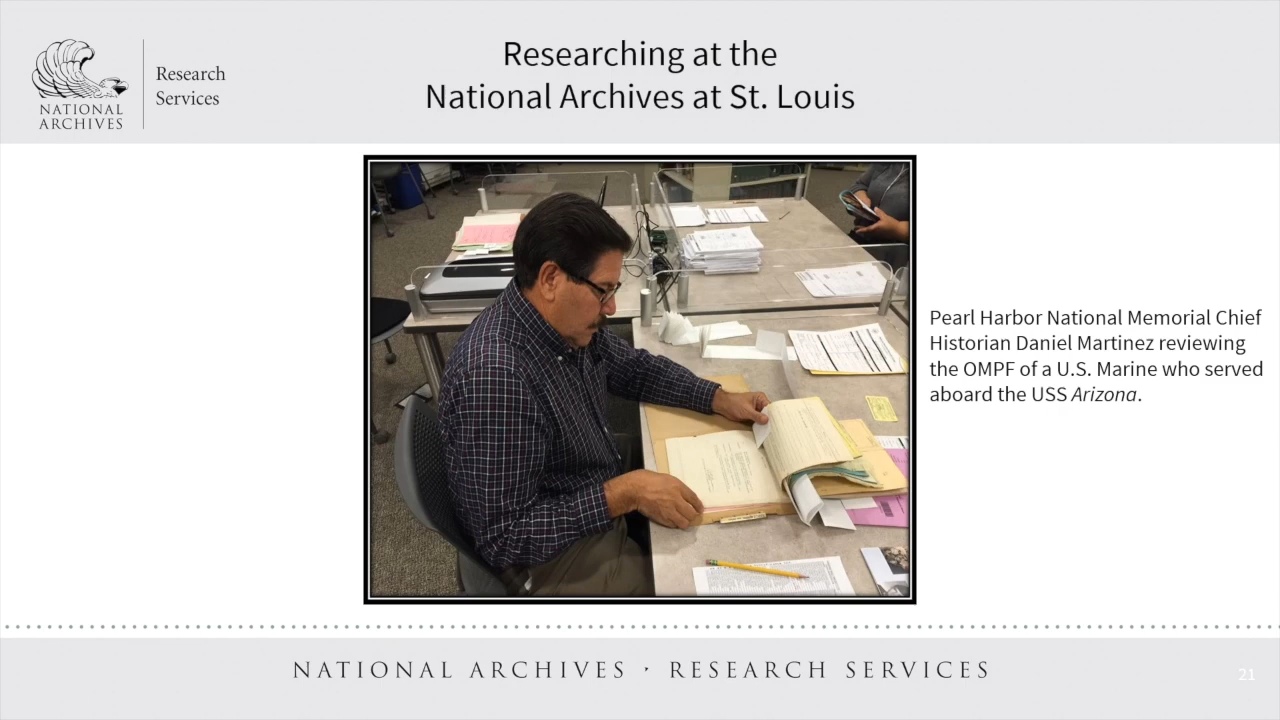 NATIONAL
ARCHIVES
Research
Services
Researching at the
National Archives at St. Louis
Pearl Harbor National Memorial Chief
Historian Daniel Martinez reviewing
the OMPF of a U.S. Marine who served
aboard the USS Arizona.
NATIONAL ARCHIVES · RESEARCH SERVICES
21